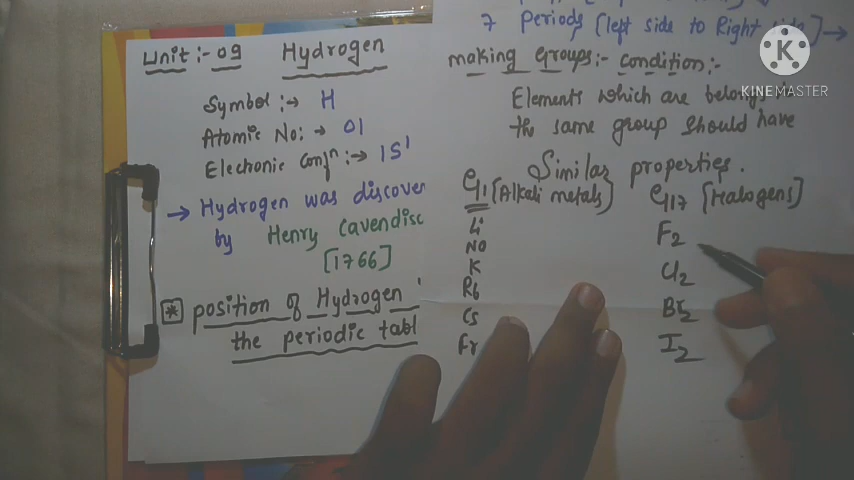 Unit:- 09 Hydrogen
Symbol :→ H
Atomic No: → 01
Electronic Confⁿ :→ 1S¹
→ Hydrogen was discover
by Henry Cavendisc
[1766]
* position of Hydrogen
the periodic tabl
7 periods (left side to Right side) →
making Groups:- condition:-
Elements which are belongs
the same group should have
Similar properties.
G1 (Alkali metals)
Li
Na
K
Rb
Cs
Fr
G17 (Halogens)
F2
Cl2
Br2
I2
K
KINEMASTER